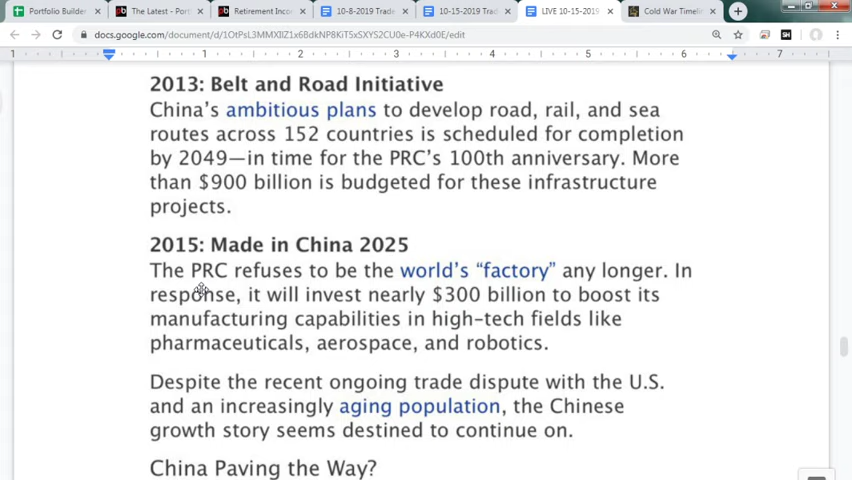 Portfolio Builder
The Latest - Port
Retirement Inco
10-8-2019 Trade
10-15-2019 Trad
LIVE 10-15-2019
Cold War Timelin
docs.google.com/document/d/1OtPsL3MMXIlZ1x6BdkNP8KiT5xSXYS2CU0e-P4KXd0E/edit
1 1 2 3 4 5 6 7
2013: Belt and Road Initiative
China’s ambitious plans to develop road, rail, and sea
routes across 152 countries is scheduled for completion
by 2049—in time for the PRC’s 100th anniversary. More
than $900 billion is budgeted for these infrastructure
projects.
2015: Made in China 2025
The PRC refuses to be the world’s “factory” any longer. In
response, it will invest nearly $300 billion to boost its
manufacturing capabilities in high-tech fields like
pharmaceuticals, aerospace, and robotics.
Despite the recent ongoing trade dispute with the U.S.
and an increasingly aging population, the Chinese
growth story seems destined to continue on.
China Paving the Way?